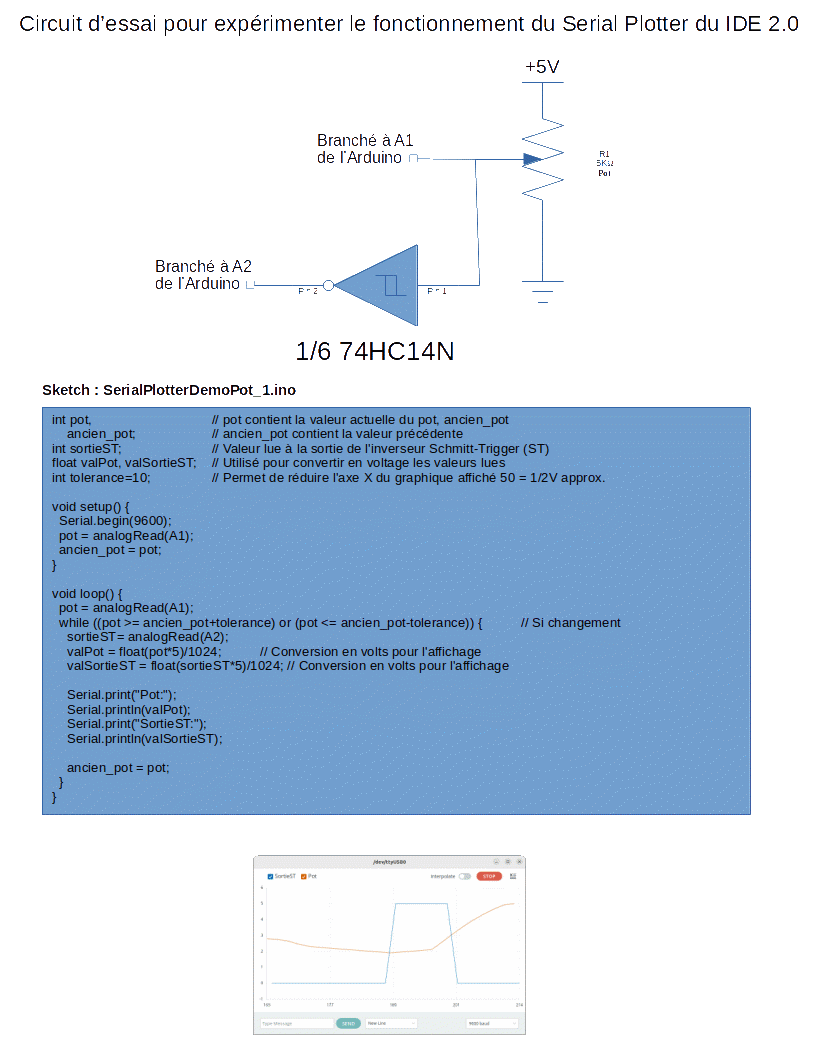 Circuit d'essai pour expérimenter le fonctionnement du Serial Plotter du IDE 2.0
+5V
Branché à A1
de l'Arduino
R1
5KΩ
Pot
Branché à A2
de l'Arduino
Pin 2
Pin 1
1/6 74HC14N
Sketch : SerialPlotterDemoPot_1.ino
int pot, // pot contient la valeur actuelle du pot, ancien_pot
ancien_pot; // ancien_pot contient la valeur précédente
int sortieST; // Valeur lue à la sortie de l'inverseur Schmitt-Trigger (ST)
float valPot, valSortieST; // Utilisé pour convertir en voltage les valeurs lues
int tolerance=10; // Permet de réduire l'axe X du graphique affiché 50 = 1/2V approx.
void setup() {
Serial.begin(9600);
pot = analogRead(A1);
ancien_pot = pot;
}
void loop() {
pot = analogRead(A1);
while ((pot >= ancien_pot+tolerance) or (pot <= ancien_pot-tolerance)) { // Si changement
sortieST= analogRead(A2);
valPot = float(pot*5)/1024; // Conversion en volts pour l'affichage
valSortieST = float(sortieST*5)/1024; // Conversion en volts pour l'affichage
Serial.print("Pot:");
Serial.println(valPot);
Serial.print("SortieST:");
Serial.println(valSortieST);
ancien_pot = pot;
}
}
/dev/ttyUSB0
SortieST Pot Interpolate STOP
6
5
4
3
2
1
0
-1
165 177 189 201 214
Type Message SEND New Line 9600 baud